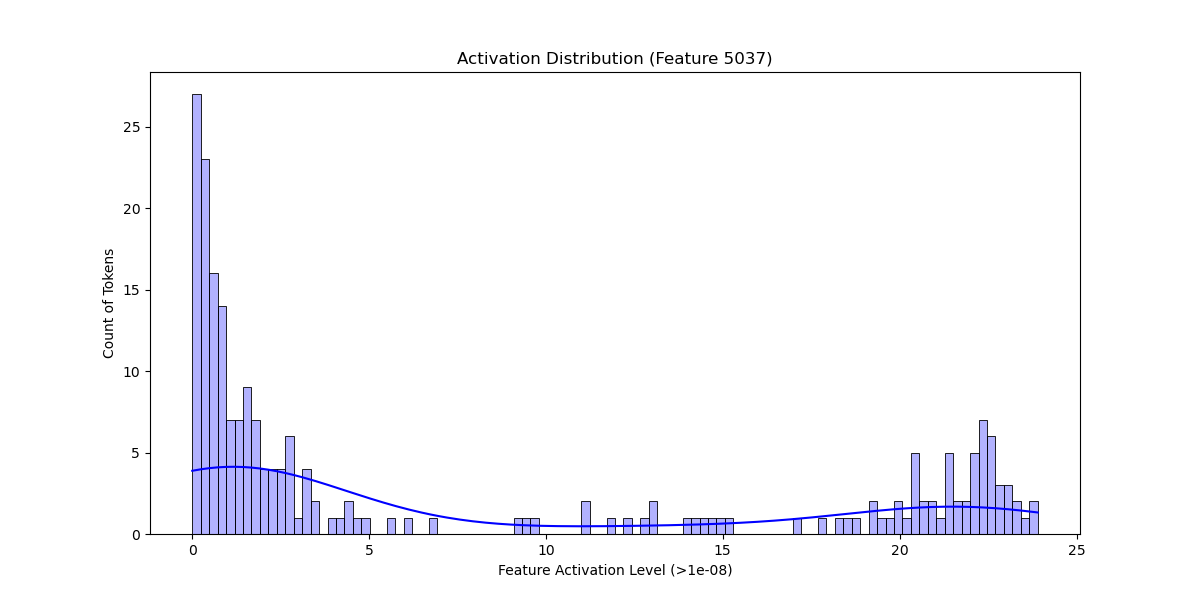 Activation Distribution (Feature 5037)
25
20
15
10
5
0
Count of Tokens
0 5 10 15 20 25
Feature Activation Level (>1e-08)